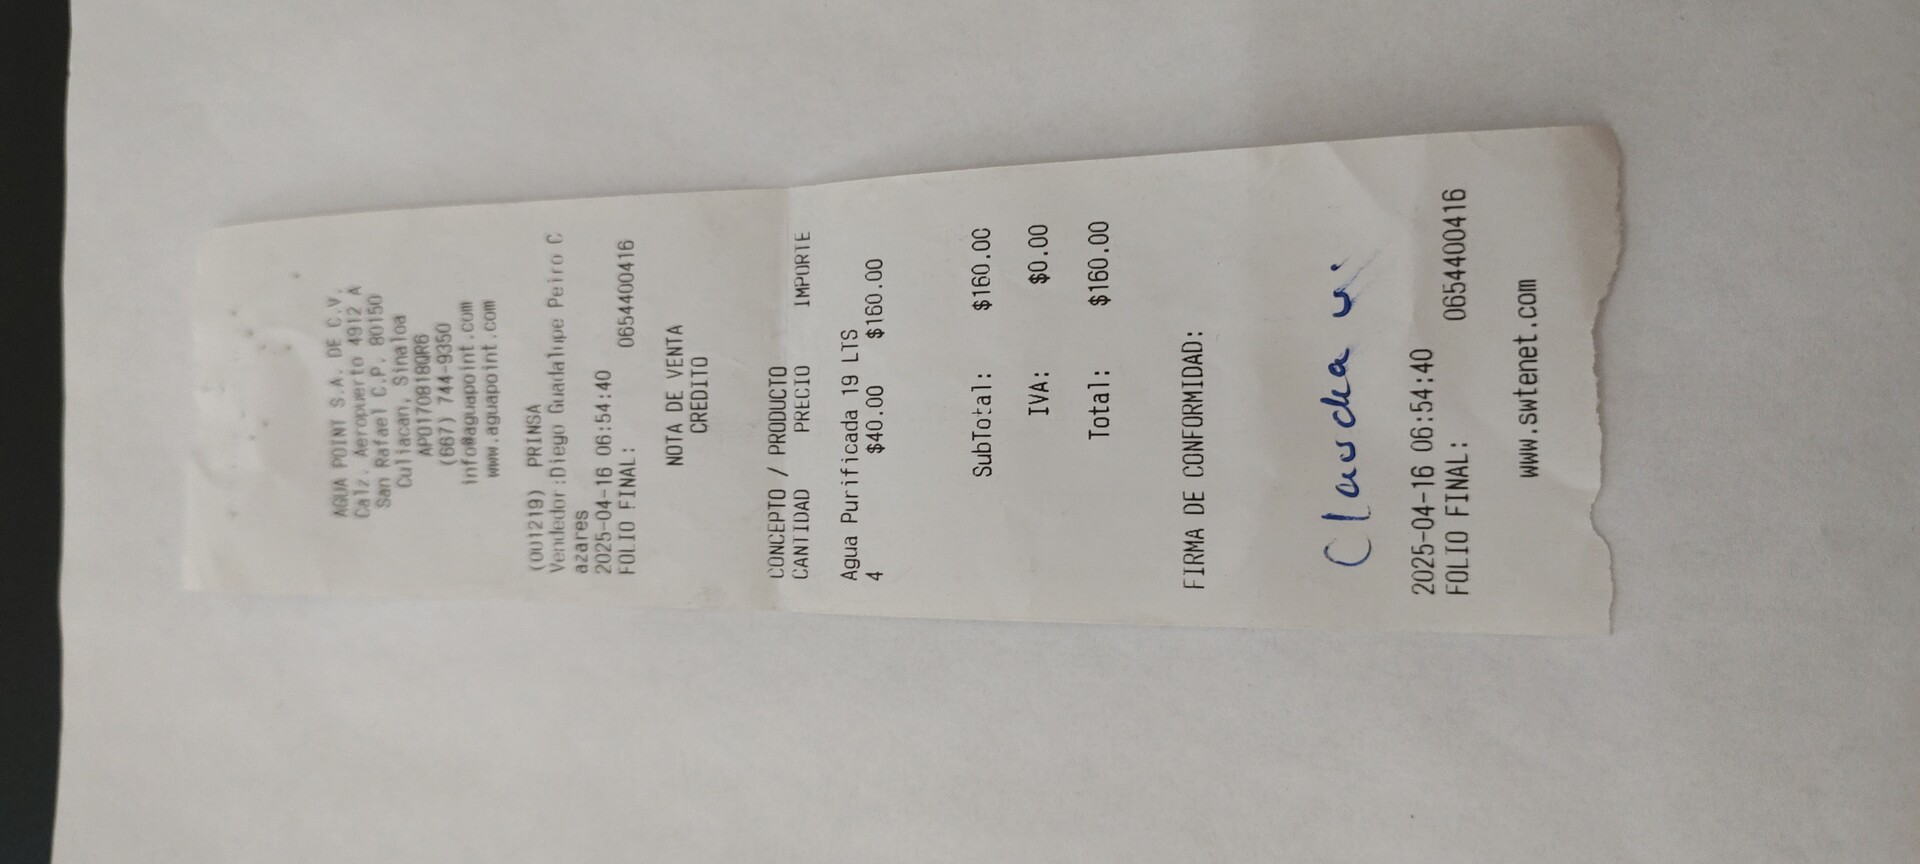 AGUA POINT S.A. DE C.V.
Calz. Aeropuerto 4912 A
San Rafael C.P. 80150
Culiacan, Sinaloa
APO170818QR6
(667) 744-9350
info@aguapoint.com
www.aguapoint.com
(001219) PRINSA
Vendedor:Diego Guadalupe Peiro C
azares
2025-04-16 06:54:40
FOLIO FINAL: 0654400416
NOTA DE VENTA
CREDITO
CONCEPTO / PRODUCTO
CANTIDAD PRECIO IMPORTE
Agua Purificada 19 LTS
4 $40.00 $160.00
SubTotal: $160.00
IVA: $0.00
Total: $160.00
FIRMA DE CONFORMIDAD:
2025-04-16 06:54:40
FOLIO FINAL: 0654400416
www.swtenet.com